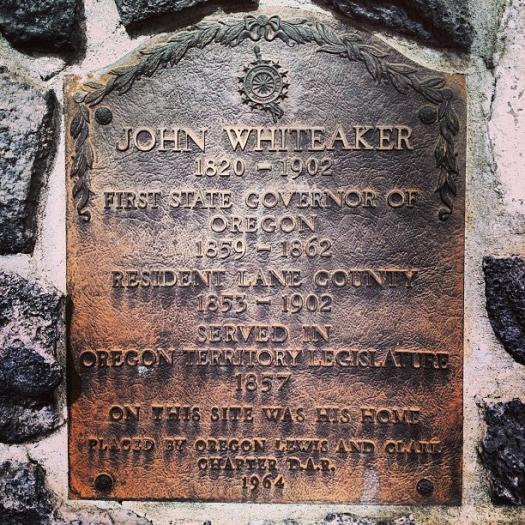 JOHN WHITEAKER
1820 - 1902
FIRST STATE GOVERNOR OF
OREGON
1859 - 1862
RESIDENT LANE COUNTY
1853 - 1902
SERVED IN
OREGON TERRITORY LEGISLATURE
1857
ON THIS SITE WAS HIS HOME
PLACED BY OREGON LEWIS AND CLARK
CHAPTER D.A.R.
1964